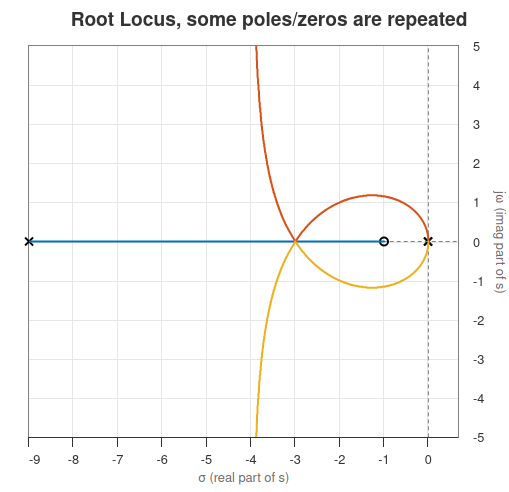 Root Locus, some poles/zeros are repeated
5
4
3
2
1
0
-1
-2
-3
-4
-5
jω (imag part of s)
-9 -8 -7 -6 -5 -4 -3 -2 -1 0
σ (real part of s)